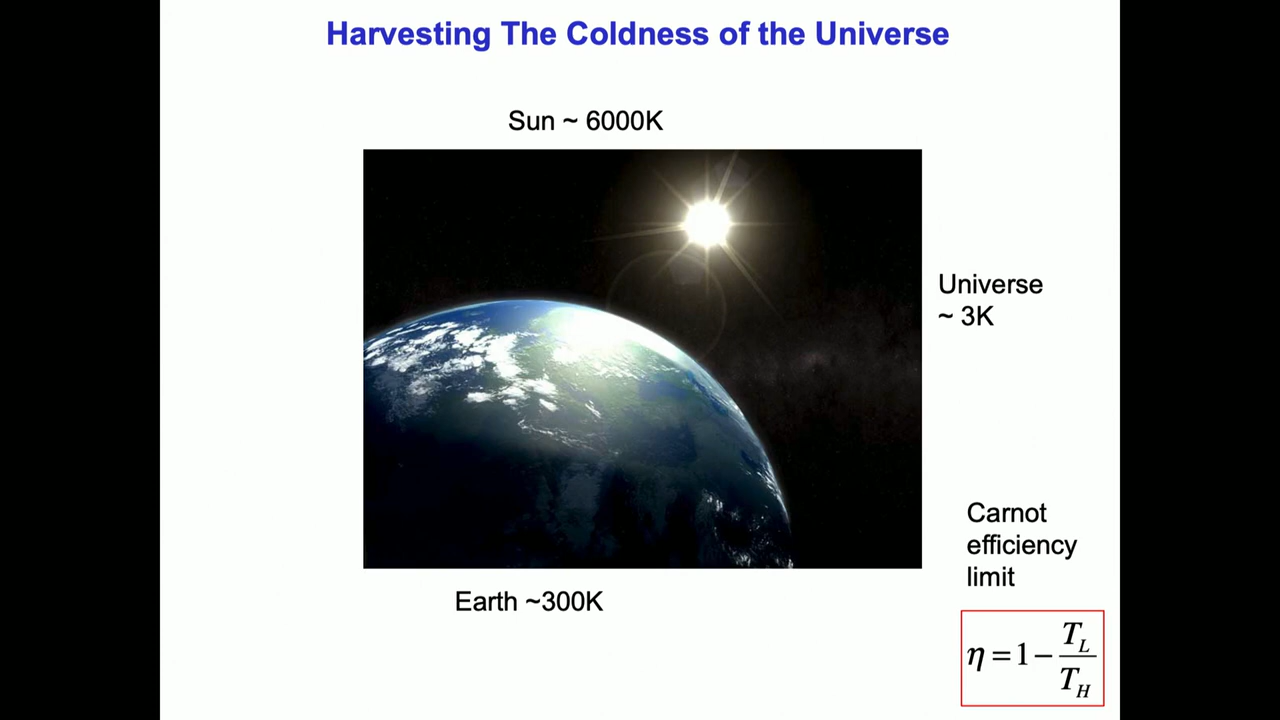 Harvesting The Coldness of the Universe
Sun ~ 6000K
Universe
~ 3K
Earth ~300K
Carnot
efficiency
limit
η = 1 − T_L / T_H